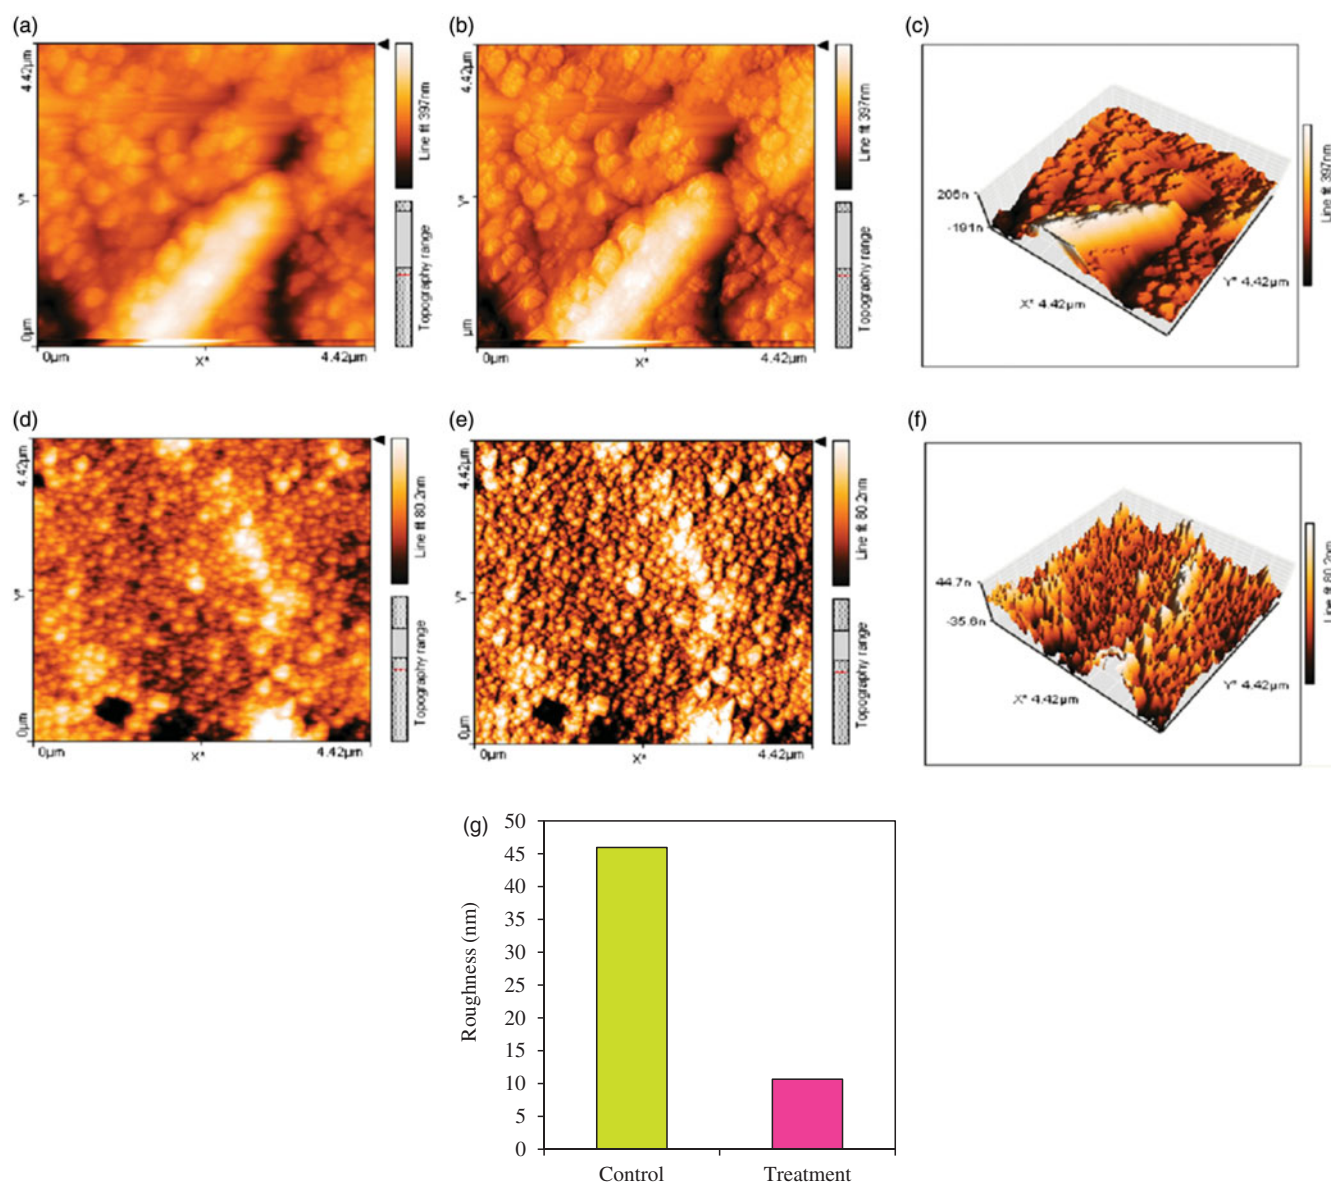 (a)
4.42µm
Y*
0µm
X*
4.42µm
Line fit 397nm
Topography range
(b)
4.42µm
Y*
µm
0µm
X*
4.42µm
Line fit 397nm
Topography range
(c)
206n
-191n
X* 4.42µm
Y* 4.42µm
Line fit 397nm
(d)
4.42µm
Y*
0µm
0µm
X*
4.42µm
Line fit 80.2nm
Topography range
(e)
4.42µm
Y*
0µm
0µm
X*
4.42µm
Line fit 80.2nm
Topography range
(f)
44.7n
-35.6n
X* 4.42µm
Y* 4.42µm
Line fit 80.2nm
(g)
50
45
40
35
30
25
20
15
10
5
0
Roughness (nm)
Control
Treatment